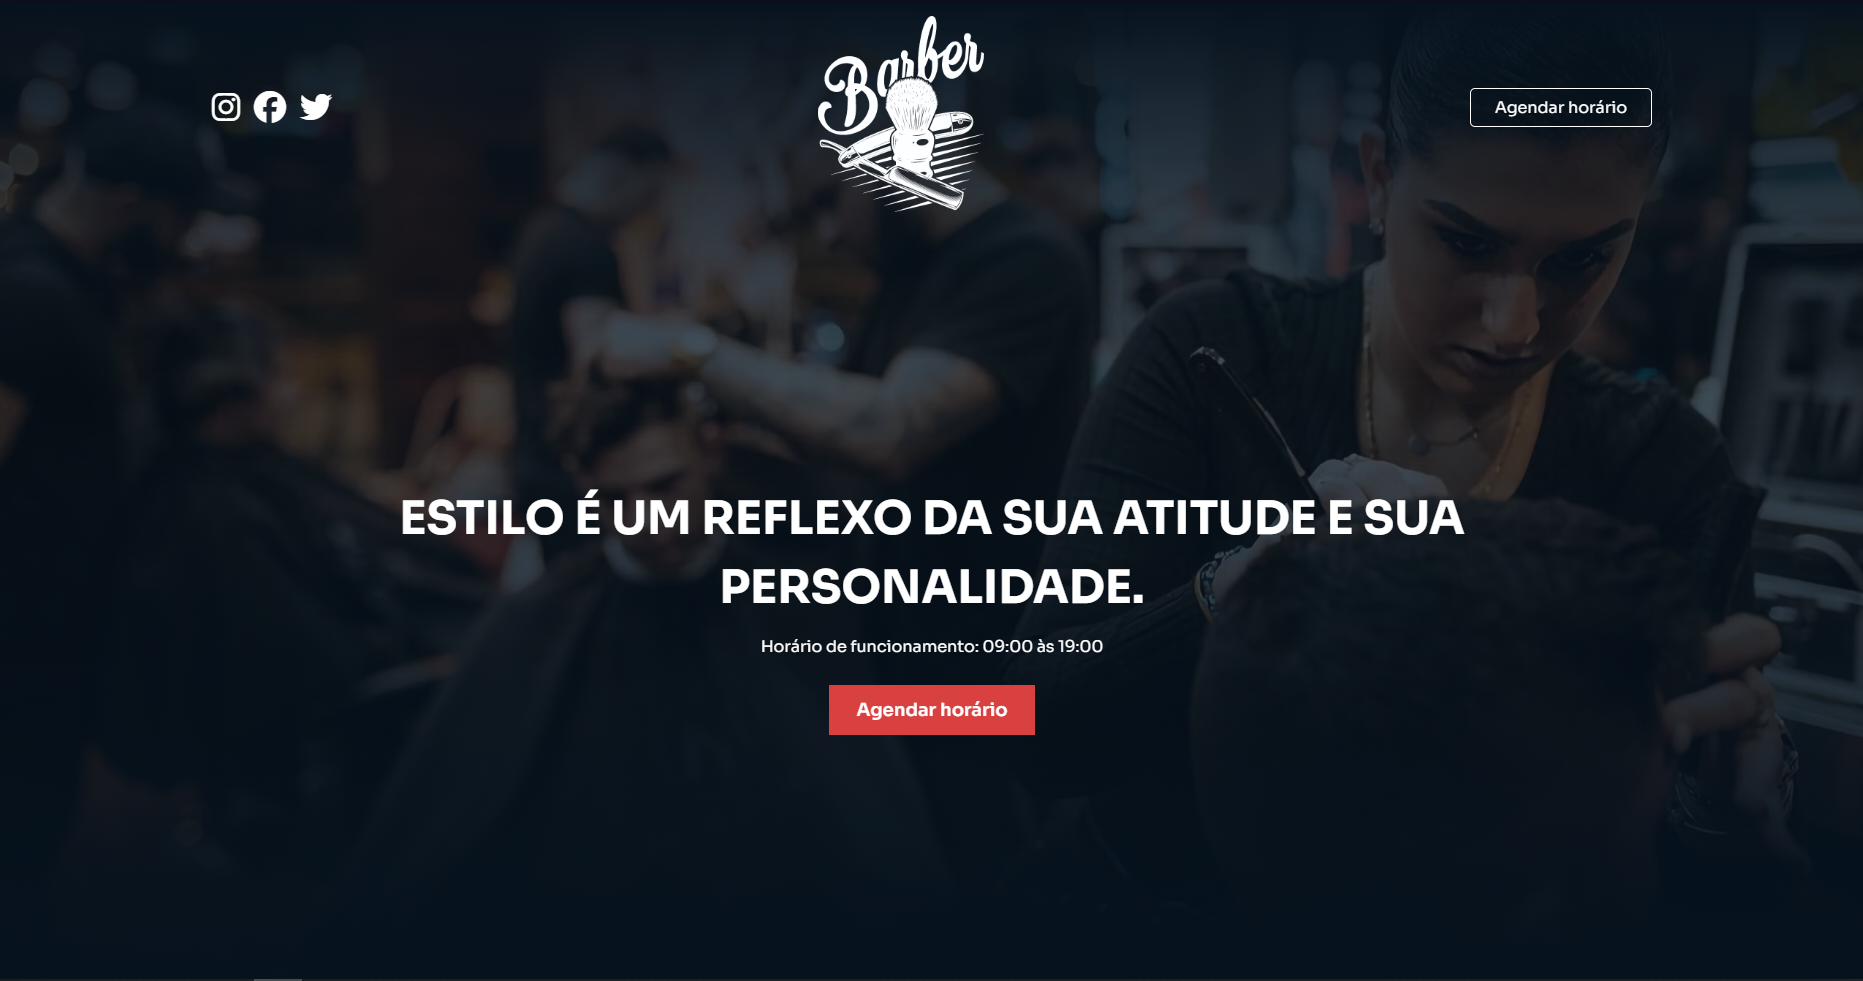 Barber
Agendar horário
ESTILO É UM REFLEXO DA SUA ATITUDE E SUA
PERSONALIDADE.
Horário de funcionamento: 09:00 às 19:00
Agendar horário